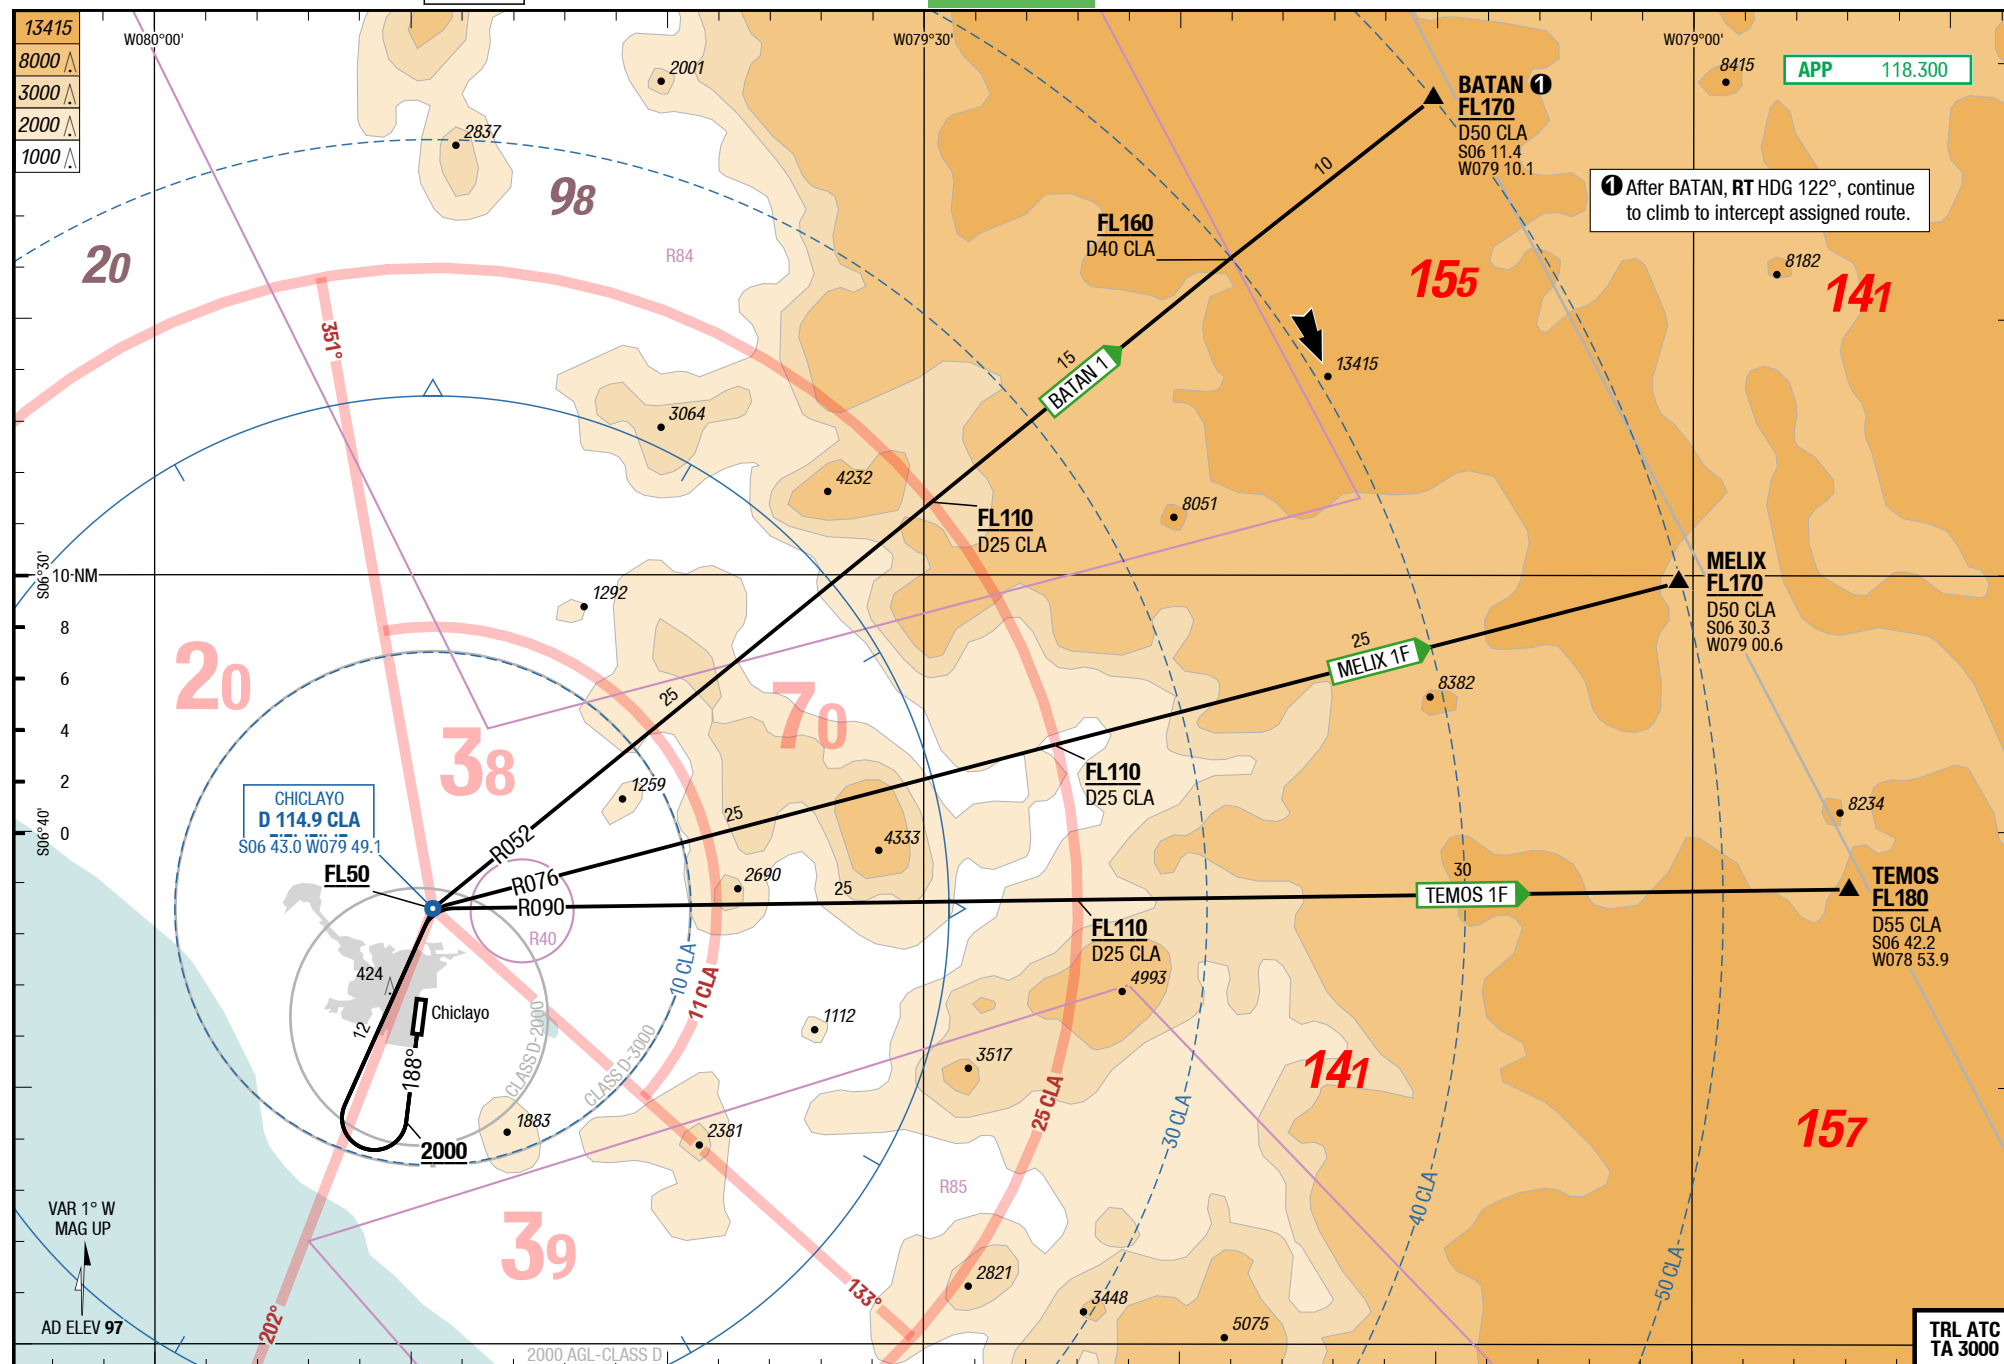 13415
8000
3000
2000
1000
W080°00'
W079°30'
W079°00'
2001
2837
98
20
R84
BATAN 1
FL170
D50 CLA
S06 11.4
W079 10.1
8415
APP 118.300
1 After BATAN, RT HDG 122°, continue
to climb to intercept assigned route.
10
FL160
D40 CLA
155
8182
141
351°
15
BATAN 1
13415
3064
4232
8051
FL110
D25 CLA
S06°30'
10 NM
8
6
4
2
0
S06°40'
1292
MELIX
FL170
D50 CLA
S06 30.3
W079 00.6
25
MELIX 1F
8382
20
38
70
25
1259
25
4333
FL110
D25 CLA
CHICLAYO
D 114.9 CLA
S06 43.0 W079 49.1
FL50
R052
R076
R090
R40
2690
25
8234
30
TEMOS 1F
TEMOS
FL180
D55 CLA
S06 42.2
W078 53.9
FL110
D25 CLA
4993
424
Chiclayo
12
188°
10 CLA
11 CLA
CLASS D-2000
CLASS D-3000
1112
3517
141
157
25 CLA
30 CLA
40 CLA
50 CLA
1883
2381
2000
R85
39
2821
3448
5075
133°
202°
VAR 1° W
MAG UP
AD ELEV 97
2000 AGL-CLASS D
TRL ATC
TA 3000